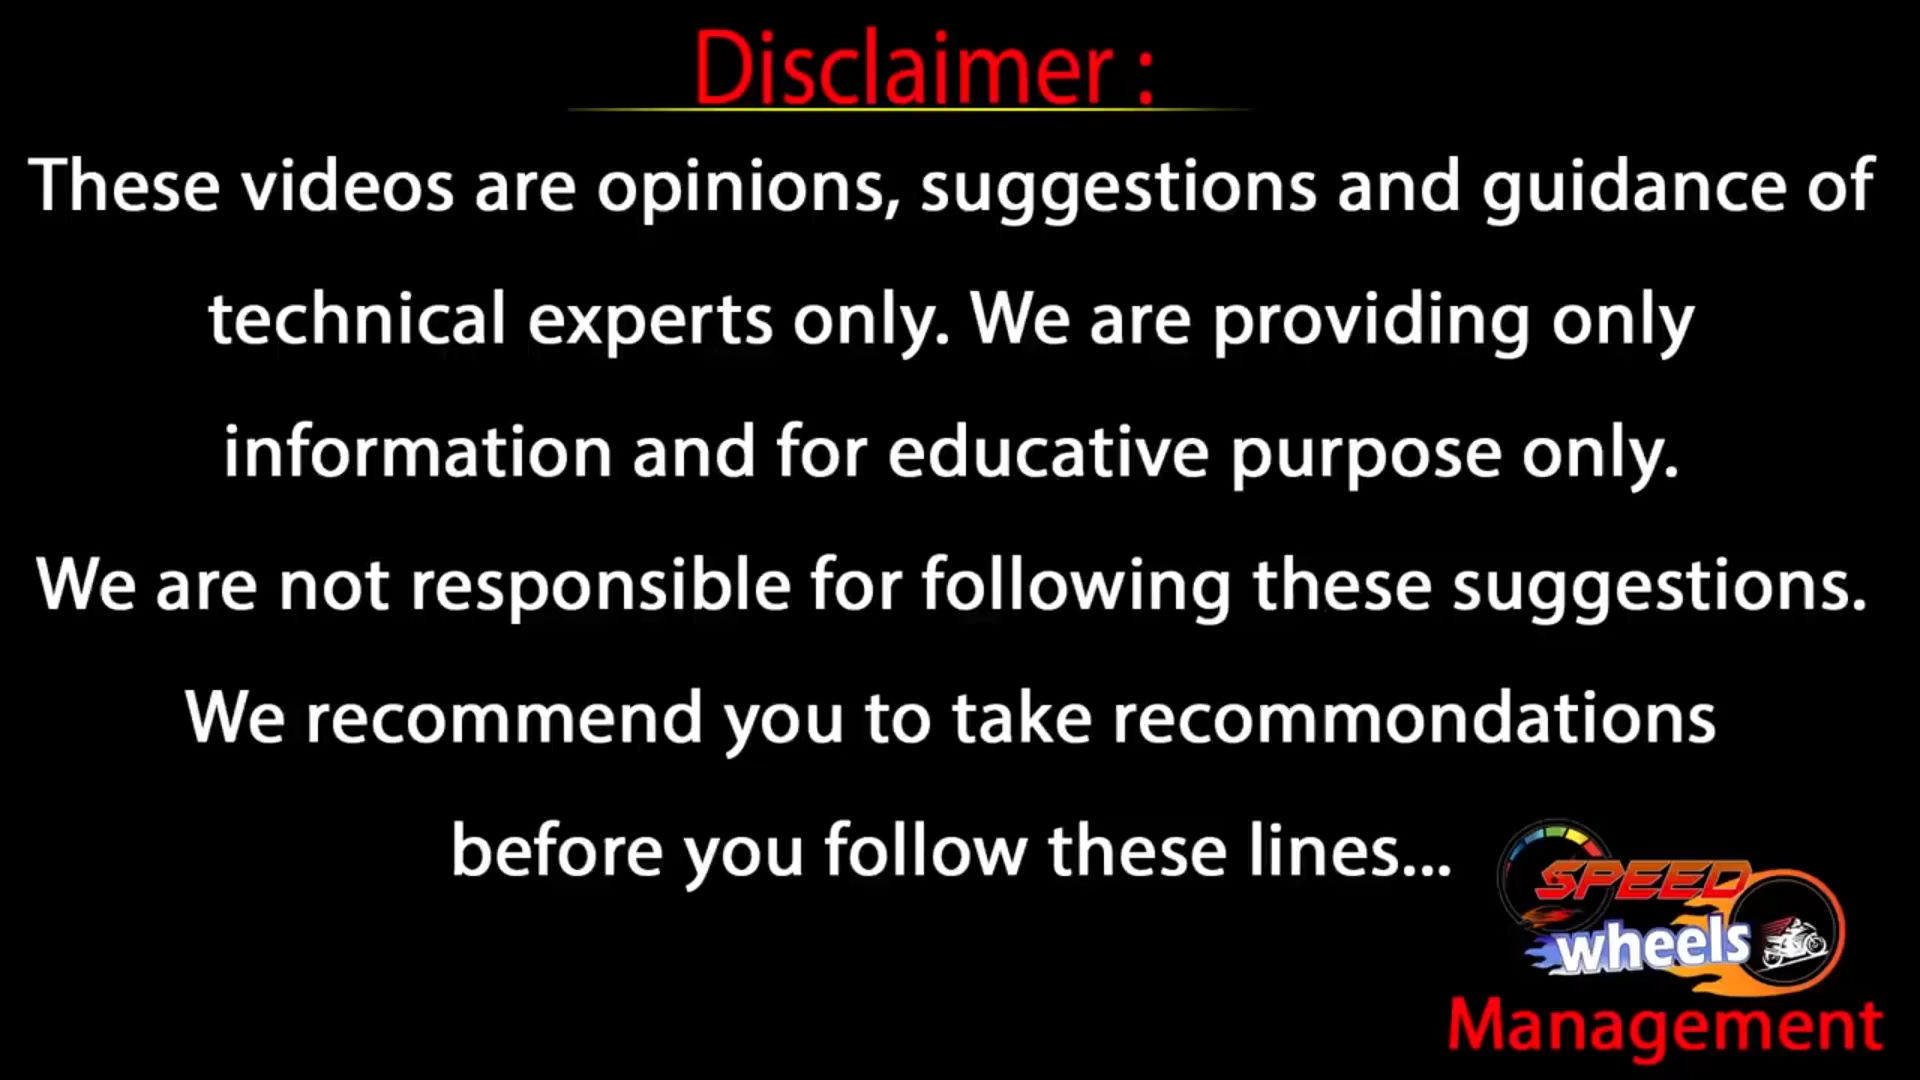 Disclaimer :
These videos are opinions, suggestions and guidance of
technical experts only. We are providing only
information and for educative purpose only.
We are not responsible for following these suggestions.
We recommend you to take recommondations
before you follow these lines...
SPEED
wheels
Management